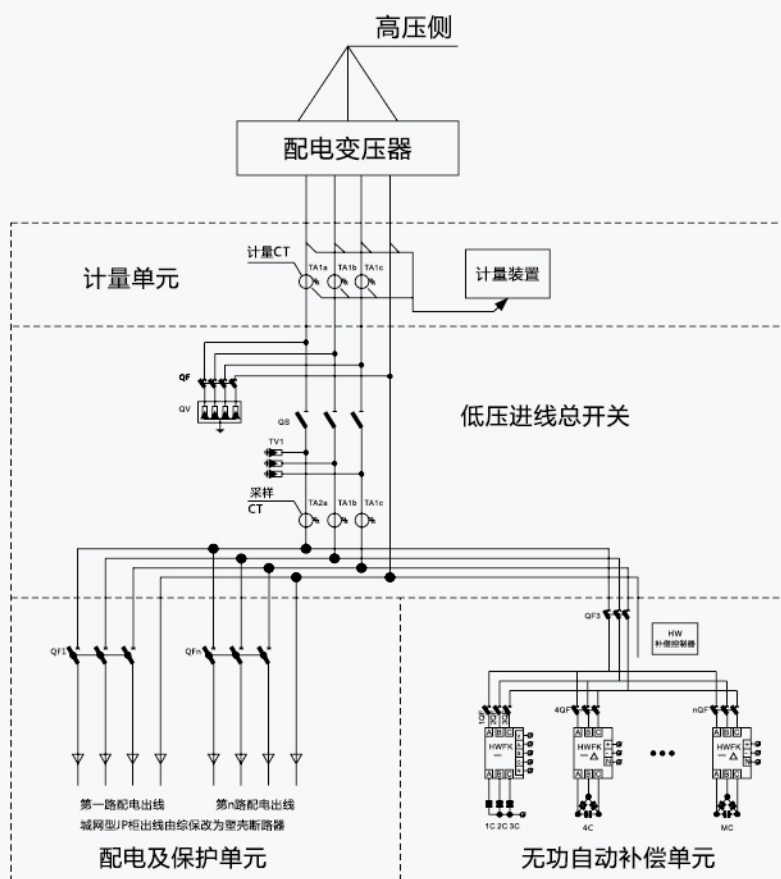 高压侧
配电变压器
计量CT
TA1a
TA1b
TA1c
计量单元
计量装置
QF
QV
QS
TV1
低压进线总开关
采样
CT
TA2a
TA1b
TA1c
QF1
QFn
QF3
HW
补偿控制器
1QF
2QF
3QF
4QF
nQF
A B C
A B C
A B C
HWFK
HWFK
HWFK
A B C
A B C
A B C
1C 2C 3C
4C
MC
第一路配电出线
第n路配电出线
城网型JP柜出线由综保改为塑壳断路器
配电及保护单元
无功自动补偿单元